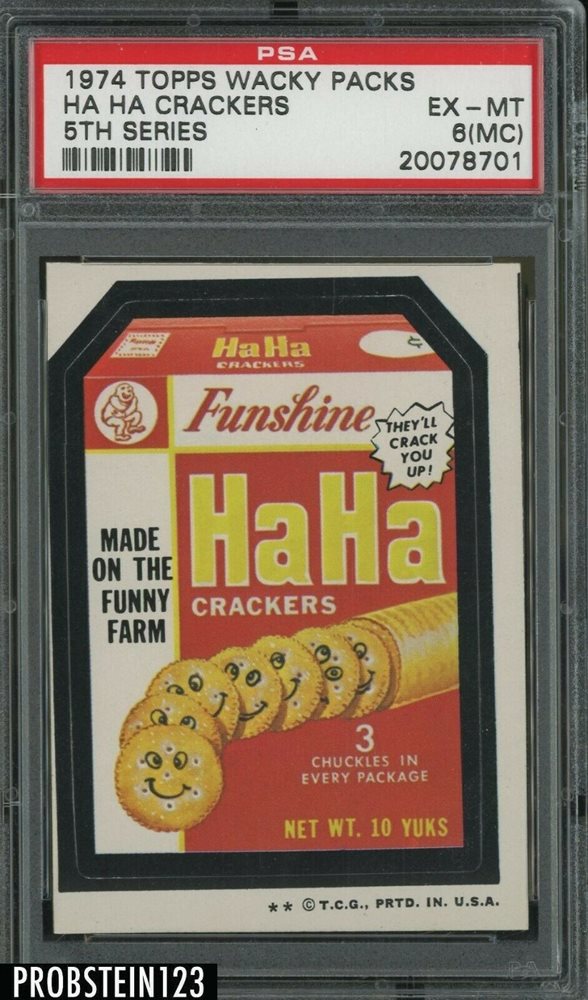 PSA
1974 TOPPS WACKY PACKS
HA HA CRACKERS EX - MT
5TH SERIES 6(MC)
20078701
HaHa
CRACKERS
Funshine
THEY'LL
CRACK
YOU
UP!
HaHa
CRACKERS
MADE
ON THE
FUNNY
FARM
3
CHUCKLES IN
EVERY PACKAGE
NET WT. 10 YUKS
** © T.C.G., PRTD. IN. U.S.A.
PROBSTEIN123